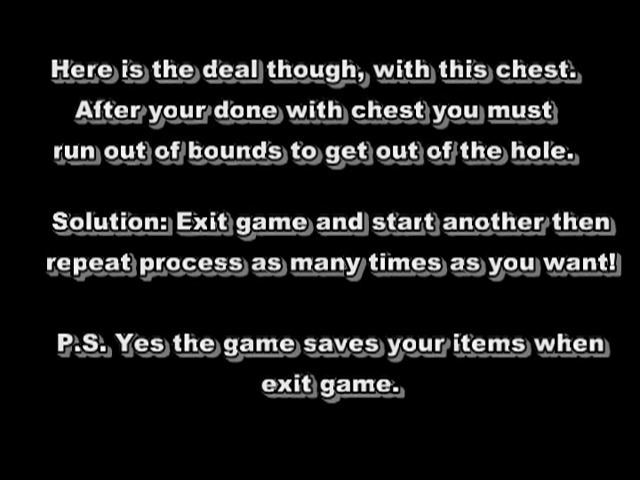 Here is the deal though, with this chest.
After your done with chest you must
run out of bounds to get out of the hole.
Solution: Exit game and start another then
repeat process as many times as you want!
P.S. Yes the game saves your items when
exit game.